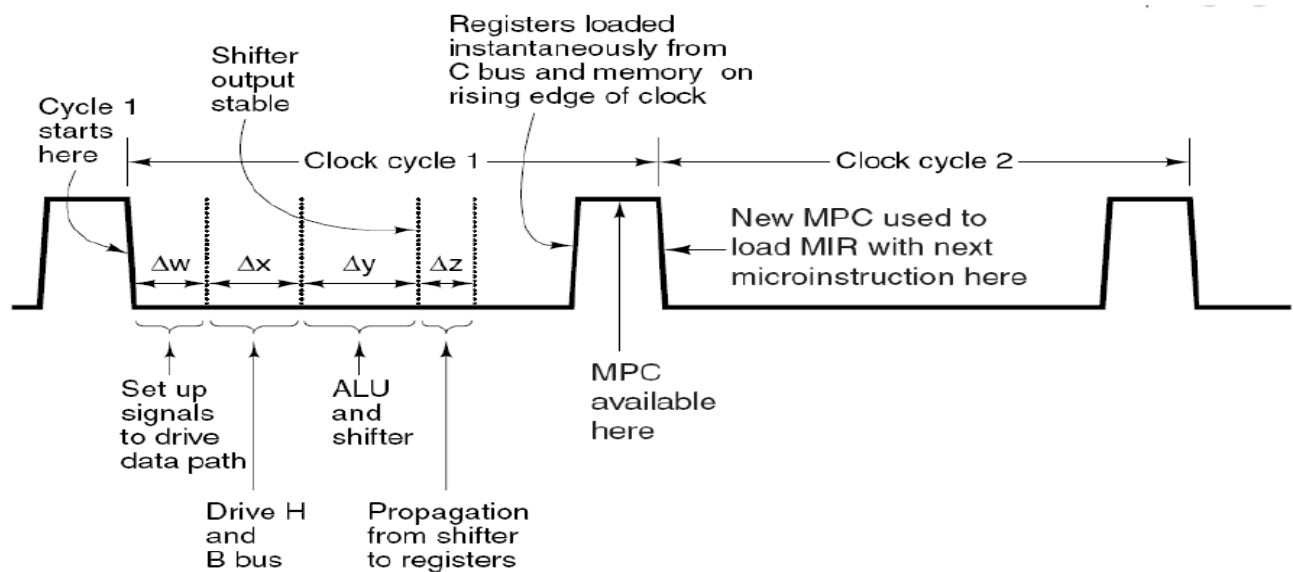 Registers loaded
instantaneously from
C bus and memory on
rising edge of clock
Shifter
output
stable
Cycle 1
starts
here
Clock cycle 1
Clock cycle 2
New MPC used to
load MIR with next
microinstruction here
Δw
Δx
Δy
Δz
Set up
signals
to drive
data path
ALU
and
shifter
MPC
available
here
Drive H
and
B bus
Propagation
from shifter
to registers